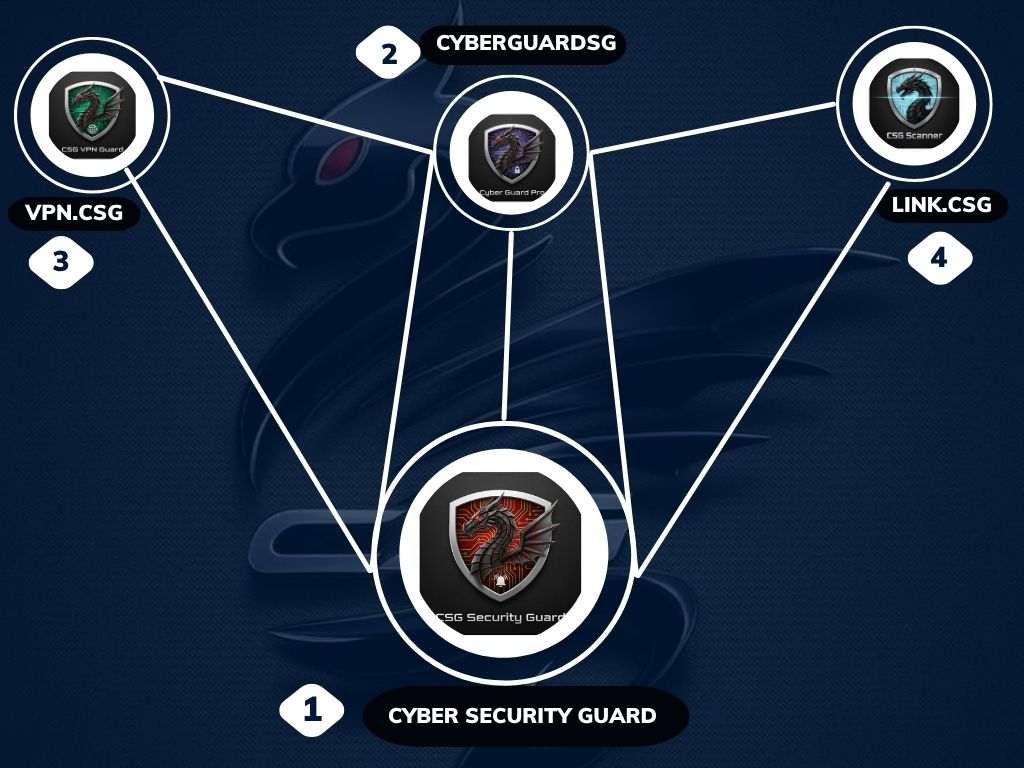 2
CYBERGUARDSG
CSG VPN Guard
Cyber Guard Pro
CSG Scanner
VPN.CSG
LINK.CSG
3
4
CSG Security Guard
1
CYBER SECURITY GUARD